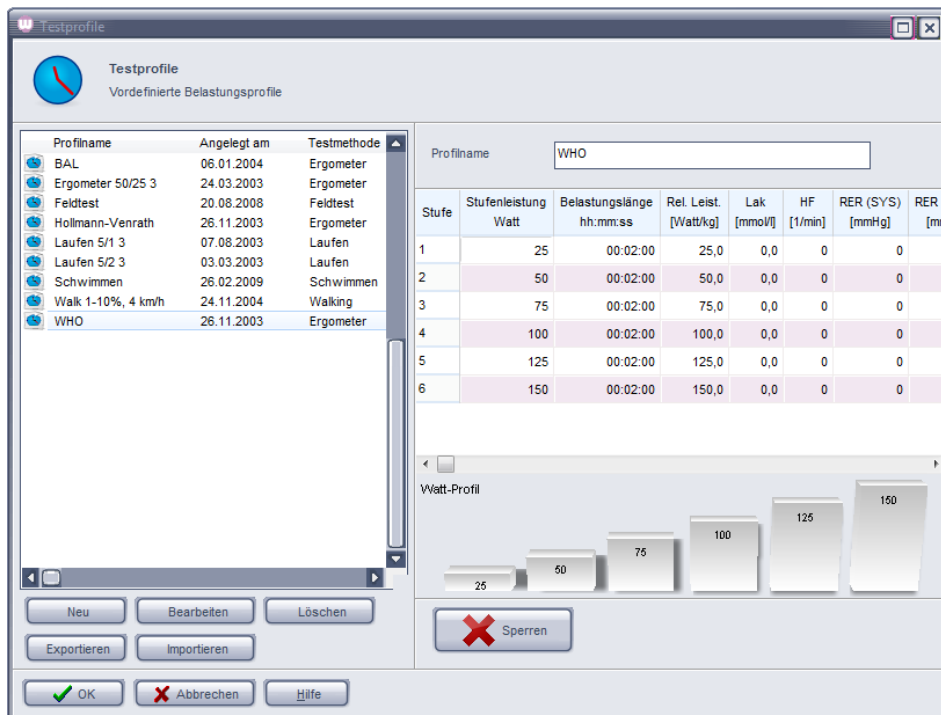 Testprofile
Testprofile
Vordefinierte Belastungsprofile
Profilname Angelegt am Testmethode
BAL 06.01.2004 Ergometer
Ergometer 50/25 3 24.03.2003 Ergometer
Feldtest 20.08.2008 Feldtest
Hollmann-Venrath 26.11.2003 Ergometer
Laufen 5/1 3 07.08.2003 Laufen
Laufen 5/2 3 03.03.2003 Laufen
Schwimmen 26.02.2009 Schwimmen
Walk 1-10%, 4 km/h 24.11.2004 Walking
WHO 26.11.2003 Ergometer
Neu Bearbeiten Löschen
Exportieren Importieren
Profilname WHO
Stufe Stufenleistung Belastungslänge Rel. Leist. Lak HF RER (SYS) RER
Watt hh:mm:ss [Watt/kg] [mmol/l] [1/min] [mmHg]
1 25 00:02:00 25,0 0,0 0 0
2 50 00:02:00 50,0 0,0 0 0
3 75 00:02:00 75,0 0,0 0 0
4 100 00:02:00 100,0 0,0 0 0
5 125 00:02:00 125,0 0,0 0 0
6 150 00:02:00 150,0 0,0 0 0
Watt-Profil
25 50 75 100 125 150
Sperren
OK Abbrechen Hilfe